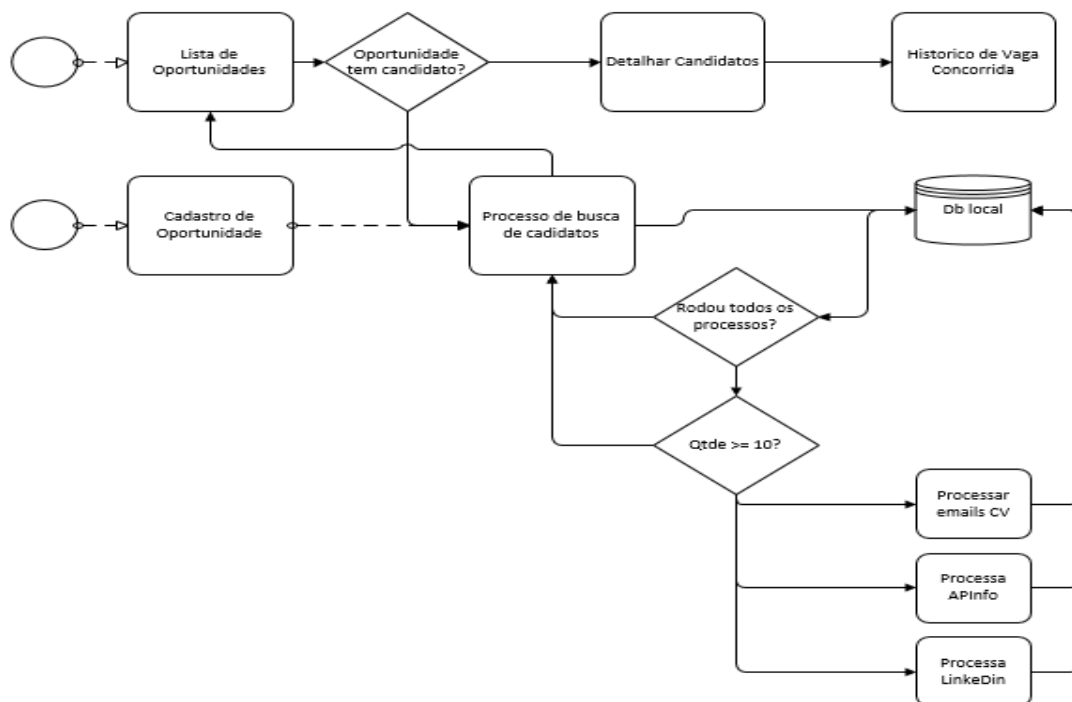 Lista de
Oportunidades
Oportunidade
tem candidato?
Detalhar Candidatos
Historico de Vaga
Concorrida
Cadastro de
Oportunidade
Processo de busca
de cadidatos
Db local
Rodou todos os
processos?
Qtde >= 10?
Processar
emails CV
Processa
APInfo
Processa
LinkeDin